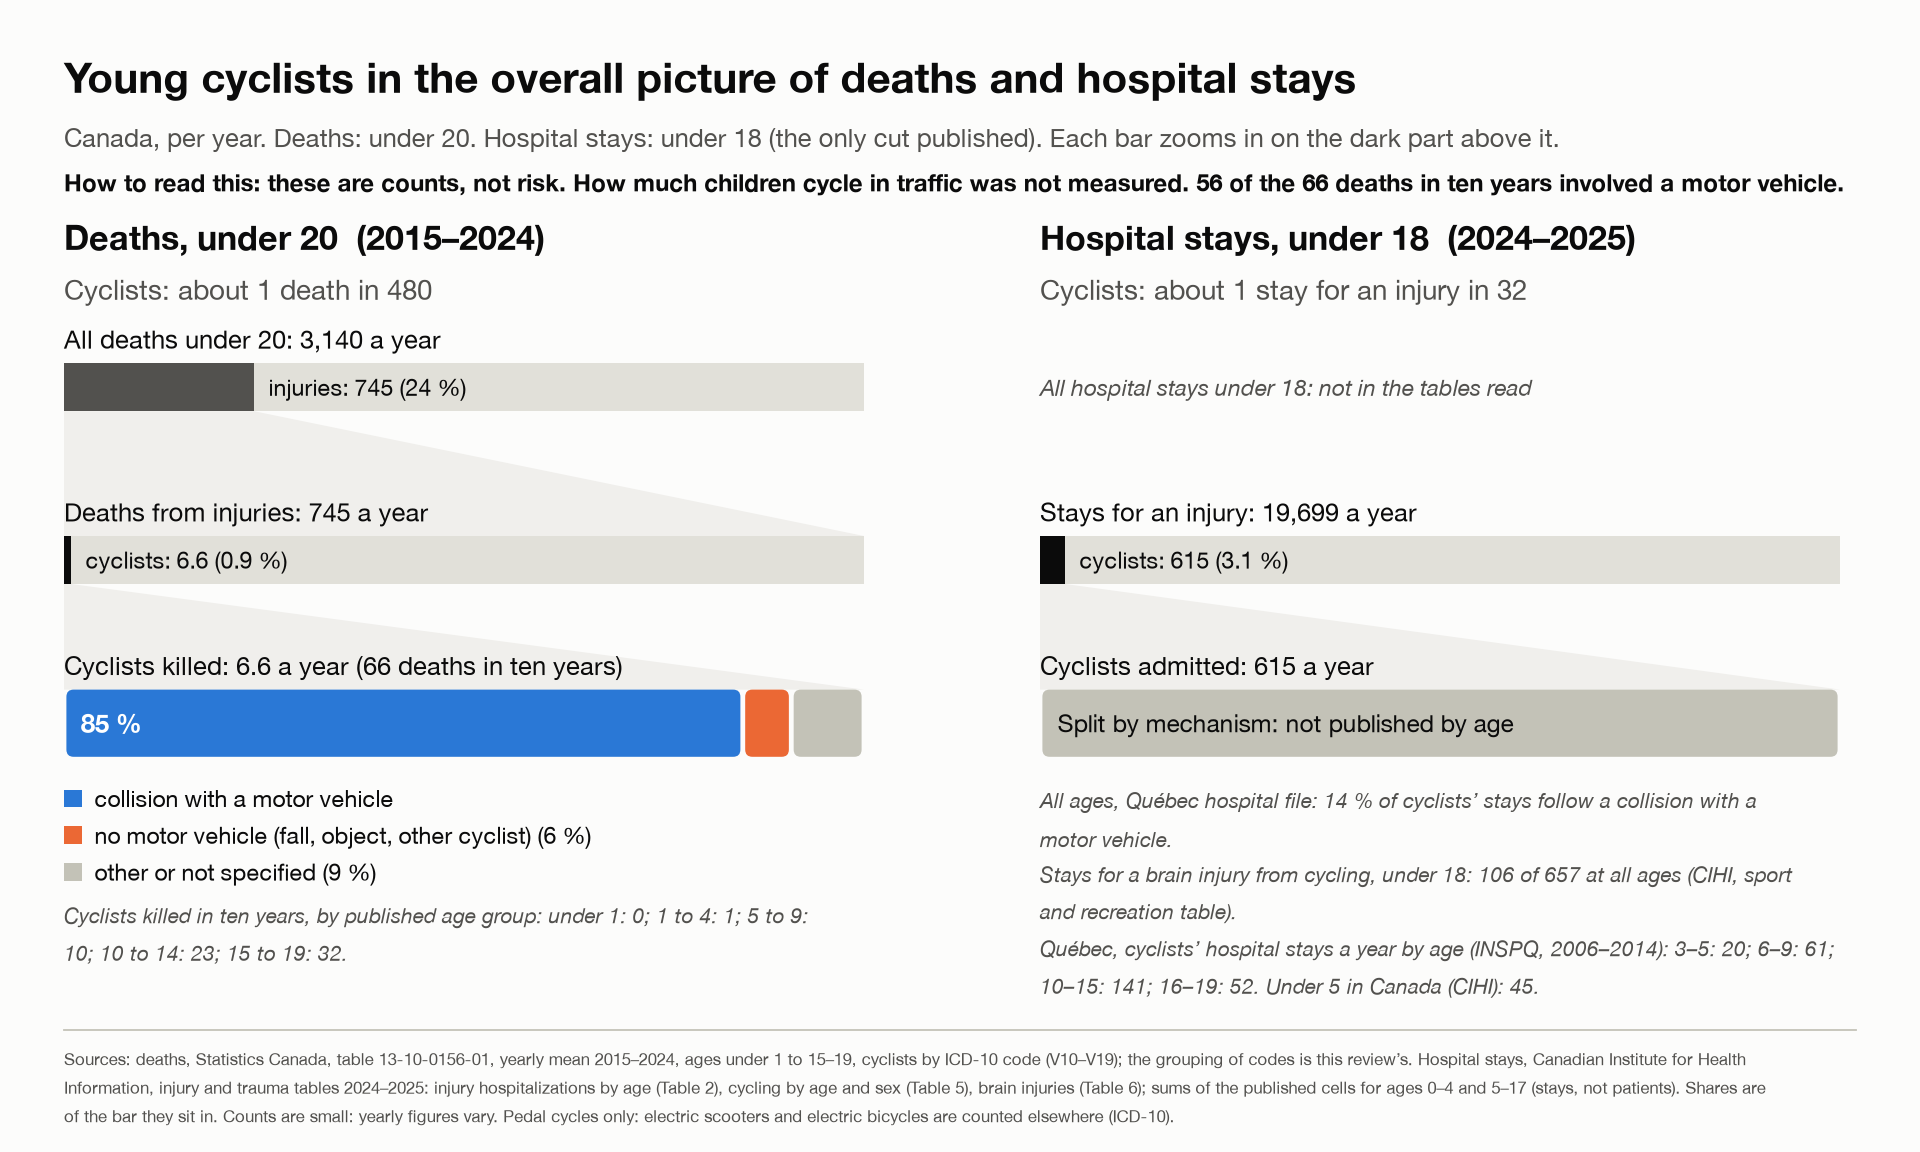 Young cyclists in the overall picture of deaths and hospital stays
Canada, per year. Deaths: under 20. Hospital stays: under 18 (the only cut published). Each bar zooms in on the dark part above it.
How to read this: these are counts, not risk. How much children cycle in traffic was not measured. 56 of the 66 deaths in ten years involved a motor vehicle.
Deaths, under 20 (2015–2024)
Cyclists: about 1 death in 480
All deaths under 20: 3,140 a year
injuries: 745 (24 %)
Deaths from injuries: 745 a year
cyclists: 6.6 (0.9 %)
Cyclists killed: 6.6 a year (66 deaths in ten years)
85 %
collision with a motor vehicle
no motor vehicle (fall, object, other cyclist) (6 %)
other or not specified (9 %)
Cyclists killed in ten years, by published age group: under 1: 0; 1 to 4: 1; 5 to 9:
10; 10 to 14: 23; 15 to 19: 32.
Hospital stays, under 18 (2024–2025)
Cyclists: about 1 stay for an injury in 32
All hospital stays under 18: not in the tables read
Stays for an injury: 19,699 a year
cyclists: 615 (3.1 %)
Cyclists admitted: 615 a year
Split by mechanism: not published by age
All ages, Québec hospital file: 14 % of cyclists’ stays follow a collision with a
motor vehicle.
Stays for a brain injury from cycling, under 18: 106 of 657 at all ages (CIHI, sport
and recreation table).
Québec, cyclists’ hospital stays a year by age (INSPQ, 2006–2014): 3–5: 20; 6–9: 61;
10–15: 141; 16–19: 52. Under 5 in Canada (CIHI): 45.
Sources: deaths, Statistics Canada, table 13-10-0156-01, yearly mean 2015–2024, ages under 1 to 15–19, cyclists by ICD-10 code (V10–V19); the grouping of codes is this review’s. Hospital stays, Canadian Institute for Health
Information, injury and trauma tables 2024–2025: injury hospitalizations by age (Table 2), cycling by age and sex (Table 5), brain injuries (Table 6); sums of the published cells for ages 0–4 and 5–17 (stays, not patients). Shares are
of the bar they sit in. Counts are small: yearly figures vary. Pedal cycles only: electric scooters and electric bicycles are counted elsewhere (ICD-10).